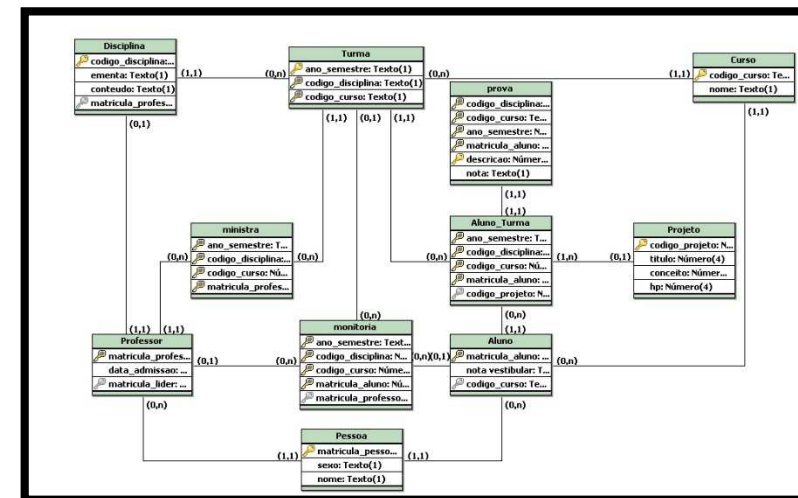 Disciplina
codigo_disciplina:...
ementa: Texto(1)
conteudo: Texto(1)
matricula_profes...
(1,1)
(0,n)
Turma
ano_semestre: Texto(1)
codigo_disciplina: Texto(1)
codigo_curso: Texto(1)
(0,n)
(1,1)
Curso
codigo_curso: Te...
nome: Texto(1)
(0,1)
(1,1)
(0,1)
(1,1)
(1,1)
prova
codigo_disciplina:...
codigo_curso: Te...
ano_semestre: N...
matricula_aluno: ...
descricao: Númer...
nota: Texto(1)
(1,1)
(1,1)
ministra
ano_semestre: T...
codigo_disciplina:...
codigo_curso: Nú...
matricula_profes...
(0,n)
(0,n)
Aluno_Turma
ano_semestre: T...
codigo_disciplina:...
codigo_curso: Nú...
matricula_aluno: ...
codigo_projeto: N...
(0,n)
(1,n)
(0,1)
Projeto
codigo_projeto: N...
titulo: Número(4)
conceito: Númer...
hp: Número(4)
(0,n)
(0,n)
(1,1)
(1,1)
(1,1)
Professor
matricula_profes...
data_admissao: ...
matricula_lider: ...
(0,1)
(0,n)
monitoria
ano_semestre: Text...
codigo_disciplina: N...
codigo_curso: Núme...
matricula_aluno: Nú...
matricula_professo...
(0,n)
(0,1)
Aluno
matricula_aluno: ...
nota vestibular: T...
codigo_curso: Te...
(0,n)
(0,n)
(0,n)
Pessoa
matricula_pesso...
sexo: Texto(1)
nome: Texto(1)
(1,1)
(1,1)